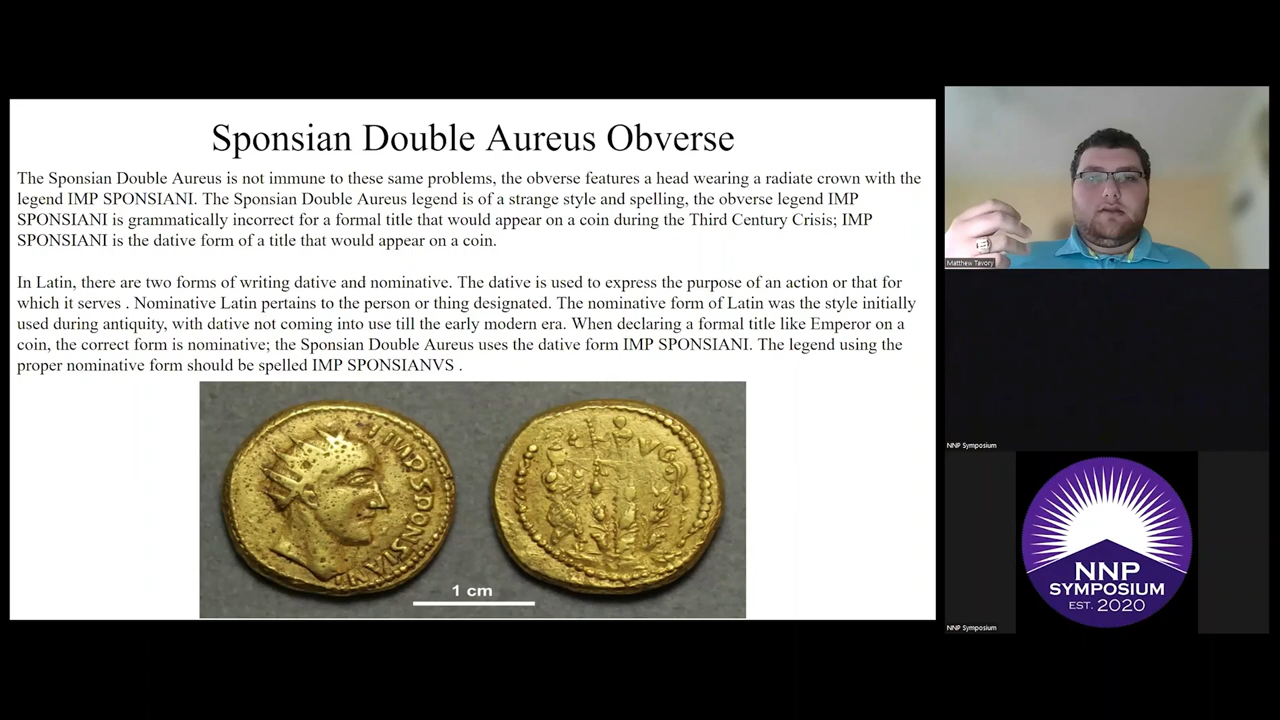 Sponsian Double Aureus Obverse
The Sponsian Double Aureus is not immune to these same problems, the obverse features a head wearing a radiate crown with the
legend IMP SPONSIANI. The Sponsian Double Aureus legend is of a strange style and spelling, the obverse legend IMP
SPONSIANI is grammatically incorrect for a formal title that would appear on a coin during the Third Century Crisis; IMP
SPONSIANI is the dative form of a title that would appear on a coin.
In Latin, there are two forms of writing dative and nominative. The dative is used to express the purpose of an action or that for
which it serves . Nominative Latin pertains to the person or thing designated. The nominative form of Latin was the style initially
used during antiquity, with dative not coming into use till the early modern era. When declaring a formal title like Emperor on a
coin, the correct form is nominative; the Sponsian Double Aureus uses the dative form IMP SPONSIANI. The legend using the
proper nominative form should be spelled IMP SPONSIANVS .
IMPSPONSIANI
1 cm
Matthew Tavory
NNP Symposium
NNP
SYMPOSIUM
EST. 2020
NNP Symposium